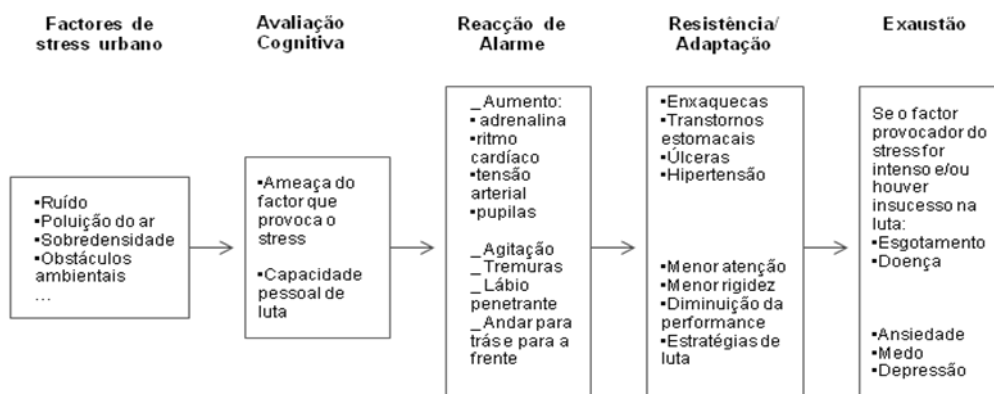 Factores de
stress urbano
Avaliação
Cognitiva
Reacção de
Alarme
Resistência/
Adaptação
Exaustão
▪Ruído
▪Poluição do ar
▪Sobredensidade
▪Obstáculos
ambientais
...
▪Ameaça do
factor que
provoca o
stress
▪Capacidade
pessoal de
luta
_Aumento:
▪ adrenalina
▪ritmo
cardíaco
▪tensão
arterial
▪pupilas
_Agitação
_Tremuras
_Lábio
penetrante
_Andar para
trás e para a
frente
▪Enxaquecas
▪Transtornos
estomacais
▪Úlceras
▪Hipertensão
▪Menor atenção
▪Menor rigidez
▪Diminuição da
performance
▪Estratégias de
luta
Se o factor
provocador do
stress for
intenso e/ou
houver
insucesso na
luta:
▪Esgotamento
▪Doença
▪Ansiedade
▪Medo
▪Depressão